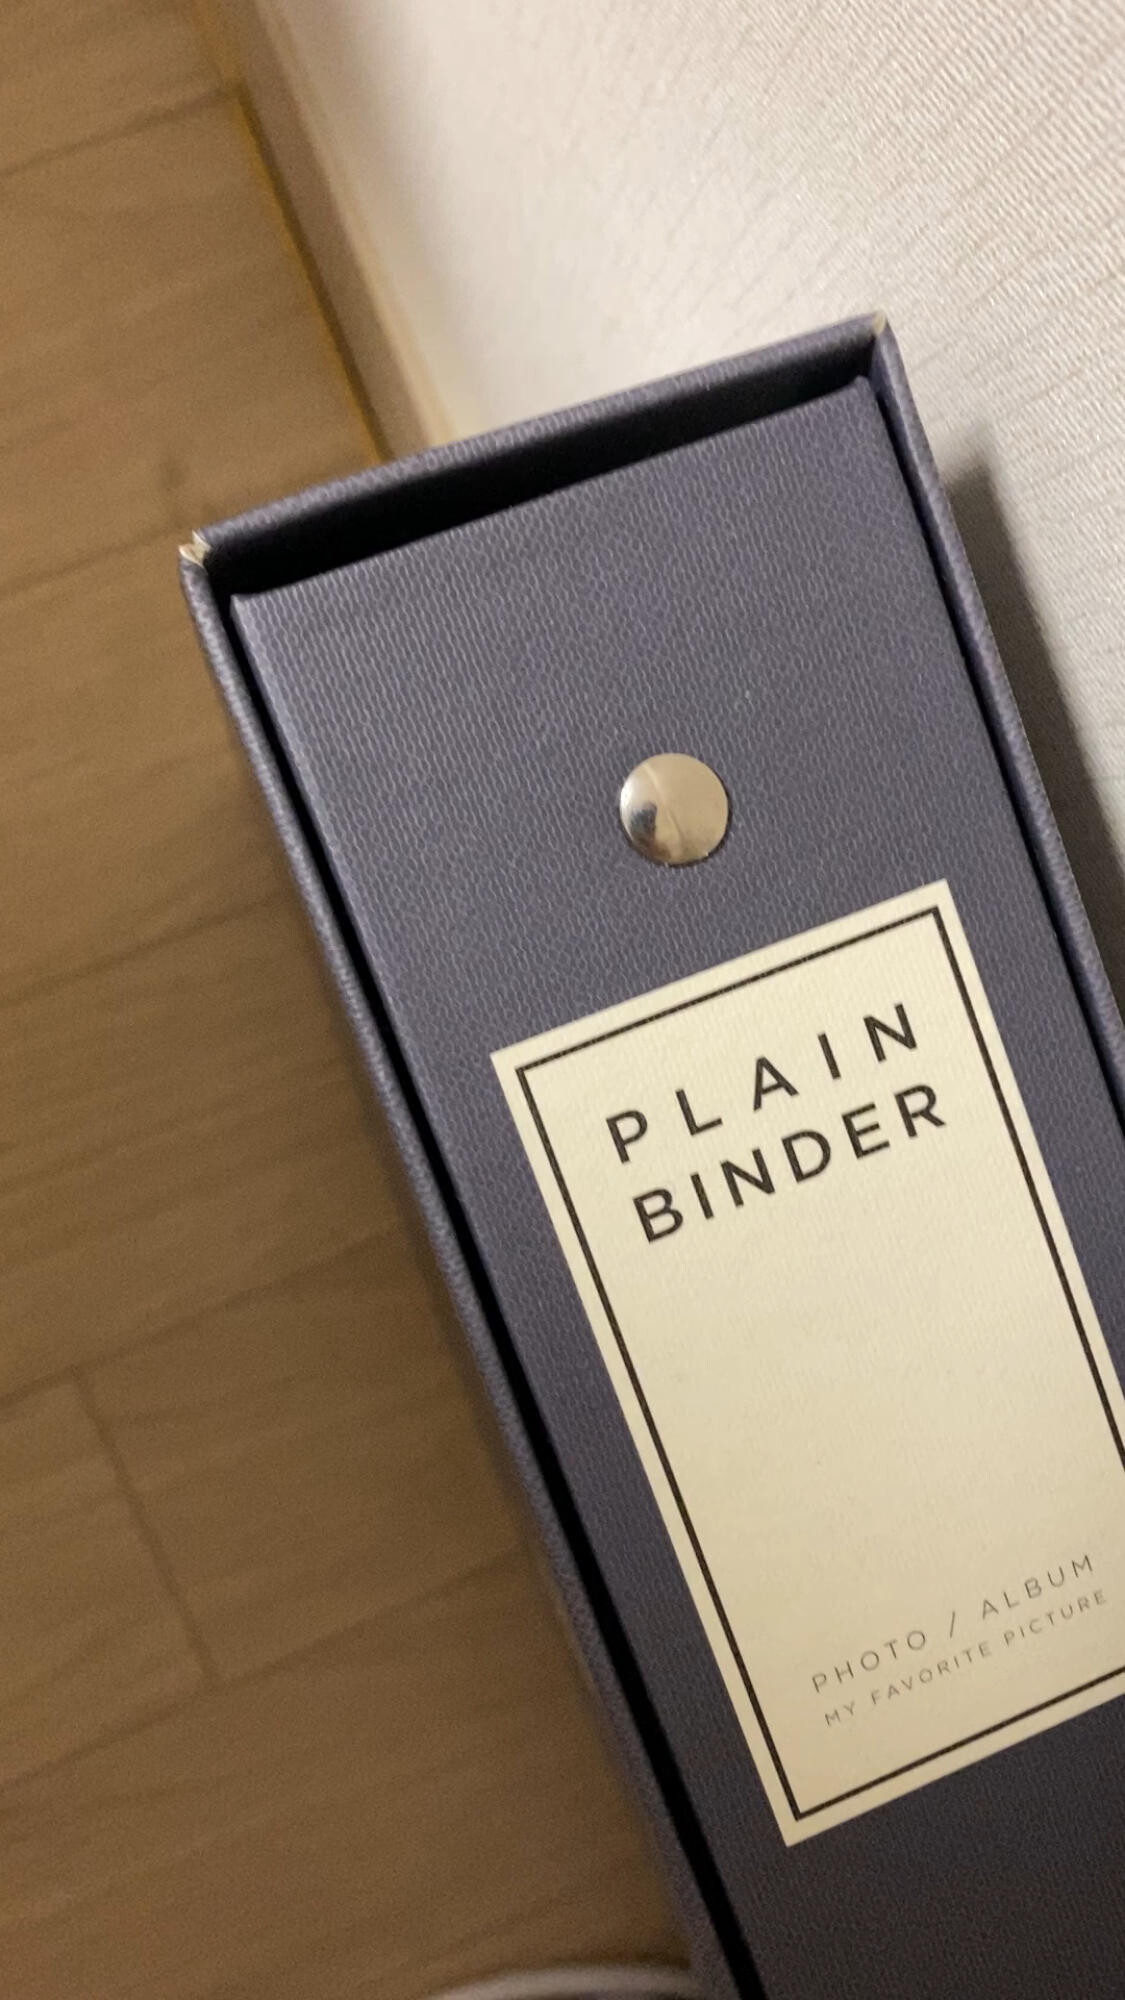 PLAIN
BINDER
PHOTO / ALBUM
MY FAVORITE PICTURE